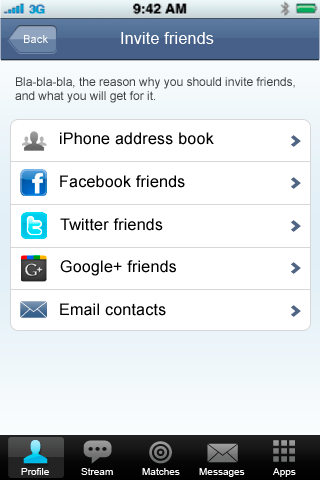 3G 9:42 AM
Back Invite friends
Bla-bla-bla, the reason why you should invite friends,
and what you will get for it.
iPhone address book
f Facebook friends
t Twitter friends
G+ Google+ friends
Email contacts
Profile Stream Matches Messages Apps